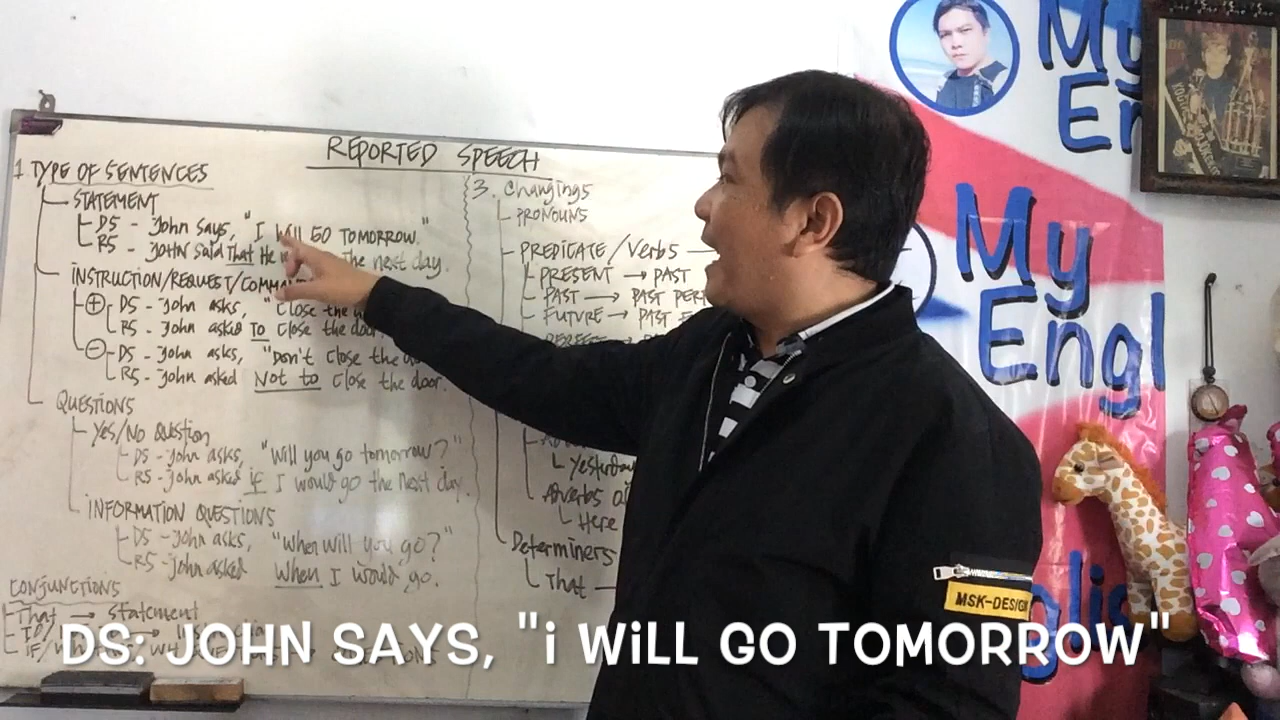 REPORTED SPEECH
1 TYPE OF SENTENCES
STATEMENT
DS - John says, "I will GO TOMORROW."
RS - JOHN said That He the next day.
INSTRUCTION/REQUEST/COMMAND
+ DS - John asks, "Close the
RS - John asked TO close the door
- DS - John asks, "Don't close the
RS - John asked Not to close the door.
QUESTIONS
Yes/No Question
DS - John asks, "Will you go tomorrow?"
RS - John asked if I would go the next day.
INFORMATION QUESTIONS
DS - John asks, "When will you go?"
RS - John asked when I would go.
CONJUNCTIONS
That → Statement
3. Changings
PRONOUNS
PREDICATE/Verbs
PRESENT → PAST
PAST → PAST
FUTURE → PAST
Yesterday
Adverbs
Here
Determiners
That →
My
En
My
Engl
MSK-DESIGN
DS: JOHN SAYS, "i WiLL GO TOMORROW"